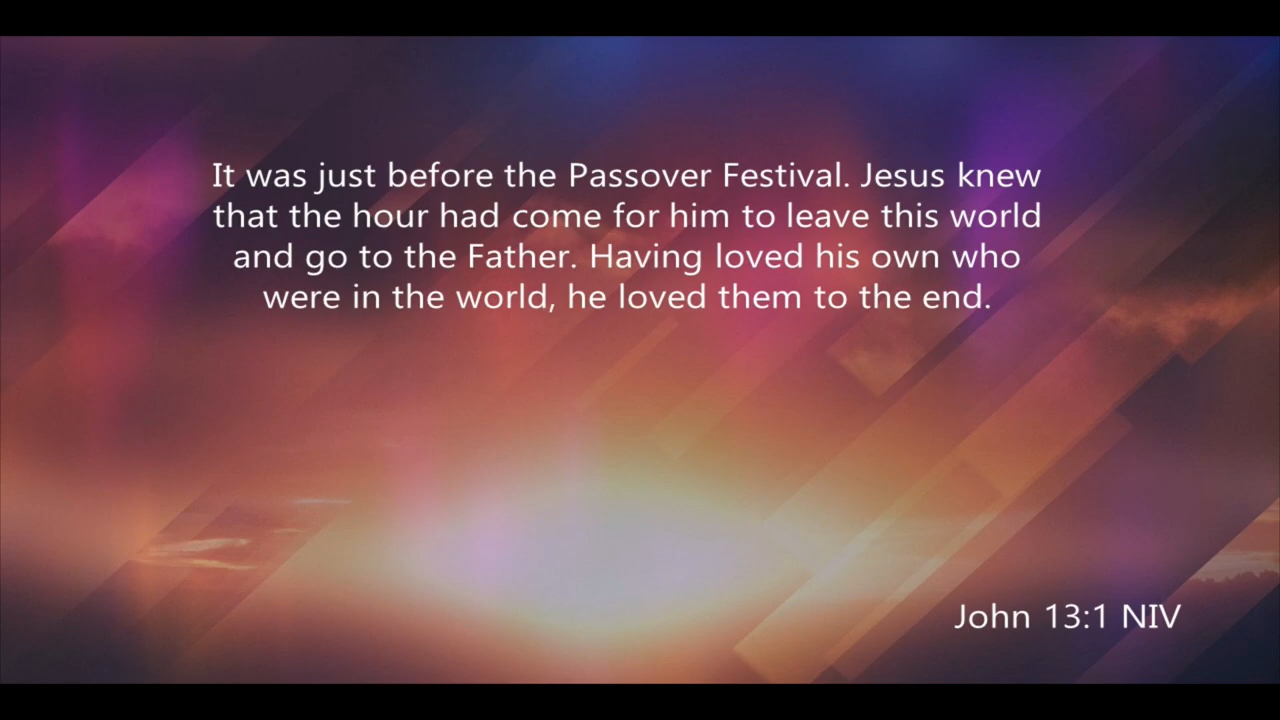 It was just before the Passover Festival. Jesus knew
that the hour had come for him to leave this world
and go to the Father. Having loved his own who
were in the world, he loved them to the end.
John 13:1 NIV